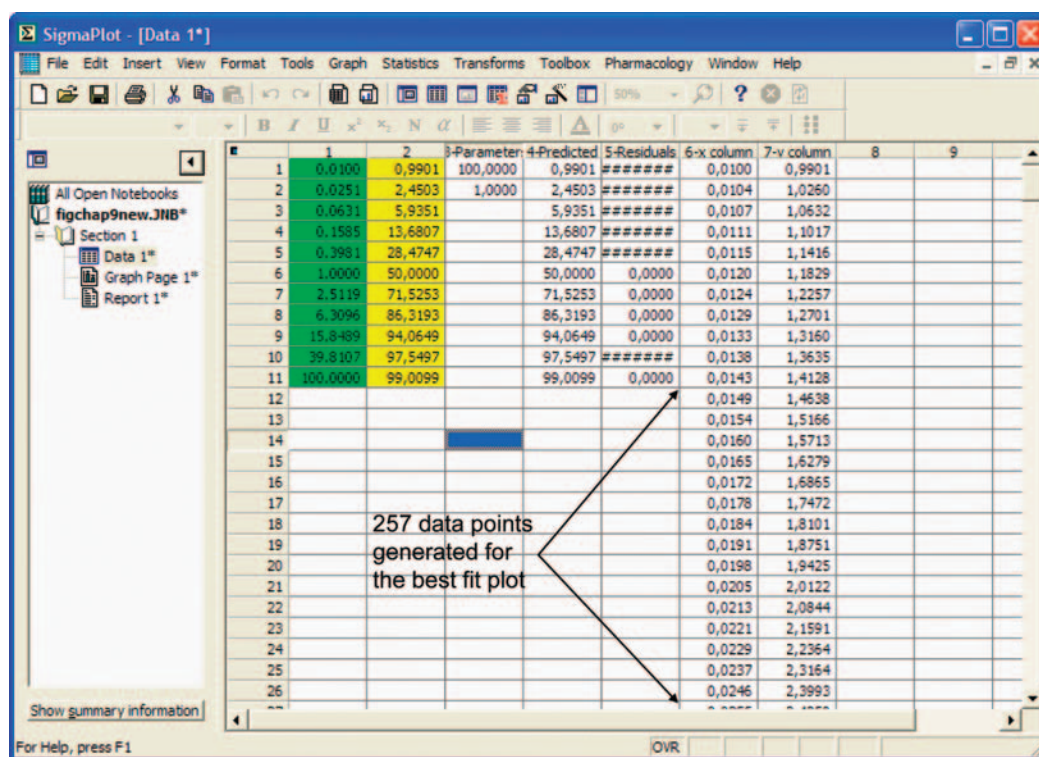 SigmaPlot - [Data 1*]
File Edit Insert View Format Tools Graph Statistics Transforms Toolbox Pharmacology Window Help
50%
B I U x² x₂ N α A 0°
All Open Notebooks
figchap9new.JNB*
Section 1
Data 1*
Graph Page 1*
Report 1*
Show summary information
1 2 3-Parameter: 4-Predicted 5-Residuals 6-x column 7-y column 8 9
1 0.0100 0,9901 100,0000 0,9901 ####### 0,0100 0,9901
2 0.0251 2,4503 1,0000 2,4503 ####### 0,0104 1,0260
3 0.0631 5,9351 5,9351 ####### 0,0107 1,0632
4 0.1585 13,6807 13,6807 ####### 0,0111 1,1017
5 0.3981 28,4747 28,4747 ####### 0,0115 1,1416
6 1.0000 50,0000 50,0000 0,0000 0,0120 1,1829
7 2.5119 71,5253 71,5253 0,0000 0,0124 1,2257
8 6.3096 86,3193 86,3193 0,0000 0,0129 1,2701
9 15.8489 94,0649 94,0649 0,0000 0,0133 1,3160
10 39.8107 97,5497 97,5497 ####### 0,0138 1,3635
11 100.0000 99,0099 99,0099 0,0000 0,0143 1,4128
12 0,0149 1,4638
13 0,0154 1,5166
14 0,0160 1,5713
15 0,0165 1,6279
16 0,0172 1,6865
17 0,0178 1,7472
18 0,0184 1,8101
19 0,0191 1,8751
20 0,0198 1,9425
21 0,0205 2,0122
22 0,0213 2,0844
23 0,0221 2,1591
24 0,0229 2,2364
25 0,0237 2,3164
26 0,0246 2,3993
257 data points
generated for
the best fit plot
For Help, press F1
OVR